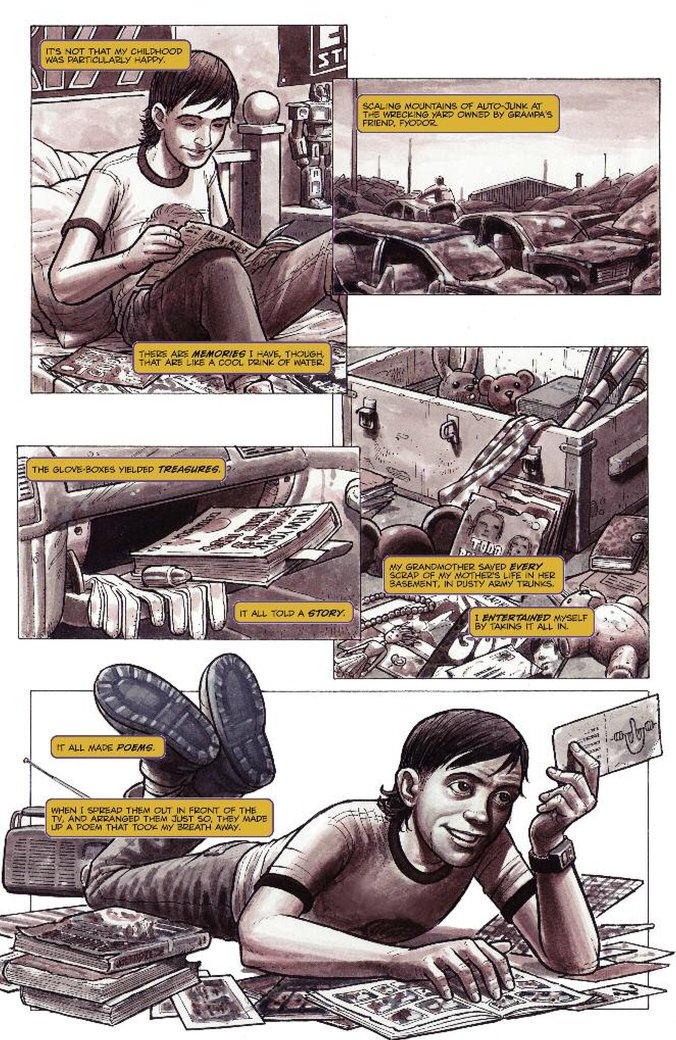 IT'S NOT THAT MY CHILDHOOD
WAS PARTICULARLY HAPPY.
ST
SCALING MOUNTAINS OF AUTO-JUNK AT
THE WRECKING YARD OWNED BY GRAMPA'S
FRIEND, FYODOR.
THERE ARE MEMORIES I HAVE, THOUGH,
THAT ARE LIKE A COOL DRINK OF WATER.
THE GLOVE-BOXES YIELDED TREASURES.
IT ALL TOLD A STORY.
TODD
MY GRANDMOTHER SAVED EVERY
SCRAP OF MY MOTHER'S LIFE IN HER
BASEMENT, IN DUSTY ARMY TRUNKS.
I ENTERTAINED MYSELF
BY TAKING IT ALL IN.
IT ALL MADE POEMS.
WHEN I SPREAD THEM OUT IN FRONT OF THE
TV, AND ARRANGED THEM JUST SO, THEY MADE
UP A POEM THAT TOOK MY BREATH AWAY.